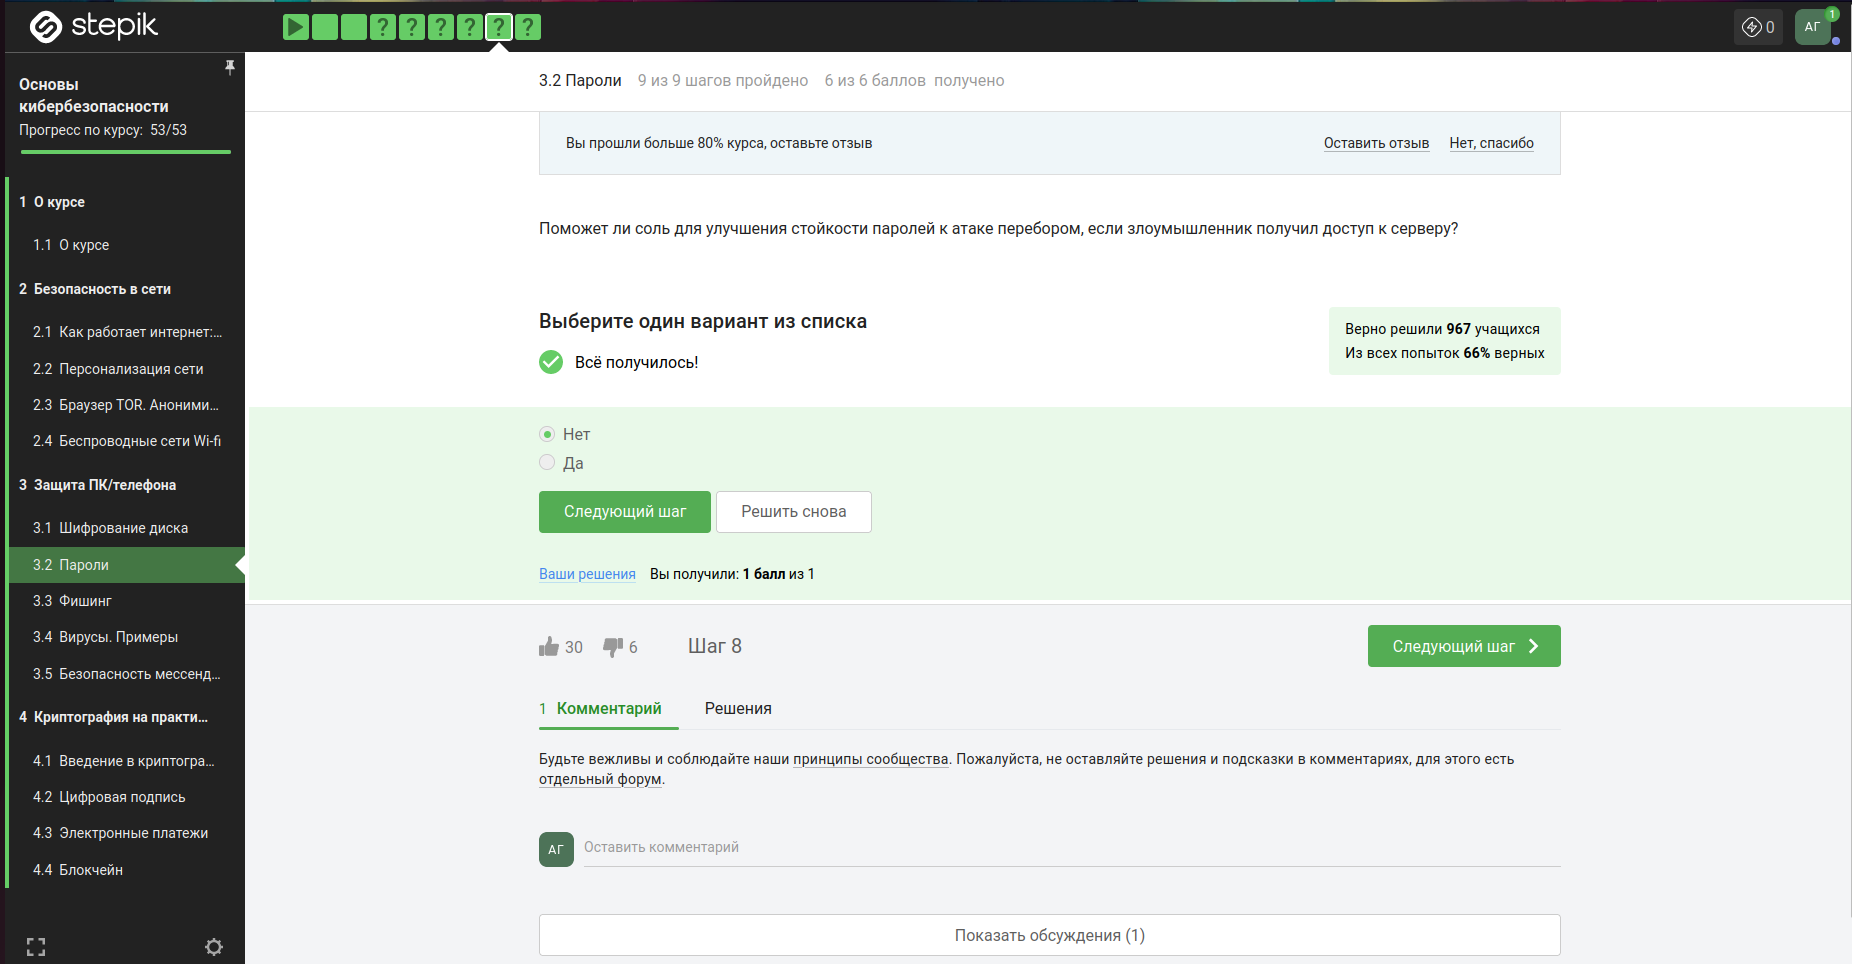 stepik
? ? ? ? ? ?
0
АГ
1
Основы
кибербезопасности
Прогресс по курсу: 53/53
1 О курсе
1.1 О курсе
2 Безопасность в сети
2.1 Как работает интернет:...
2.2 Персонализация сети
2.3 Браузер TOR. Аноними...
2.4 Беспроводные сети Wi-fi
3 Защита ПК/телефона
3.1 Шифрование диска
3.2 Пароли
3.3 Фишинг
3.4 Вирусы. Примеры
3.5 Безопасность мессенд...
4 Криптография на практи...
4.1 Введение в криптогра...
4.2 Цифровая подпись
4.3 Электронные платежи
4.4 Блокчейн
3.2 Пароли 9 из 9 шагов пройдено 6 из 6 баллов получено
Вы прошли больше 80% курса, оставьте отзыв
Оставить отзыв Нет, спасибо
Поможет ли соль для улучшения стойкости паролей к атаке перебором, если злоумышленник получил доступ к серверу?
Выберите один вариант из списка
Всё получилось!
Верно решили 967 учащихся
Из всех попыток 66% верных
Нет
Да
Следующий шаг Решить снова
Ваши решения Вы получили: 1 балл из 1
30 6 Шаг 8
Следующий шаг
1 Комментарий Решения
Будьте вежливы и соблюдайте наши принципы сообщества. Пожалуйста, не оставляйте решения и подсказки в комментариях, для этого есть
отдельный форум.
АГ Оставить комментарий
Показать обсуждения (1)